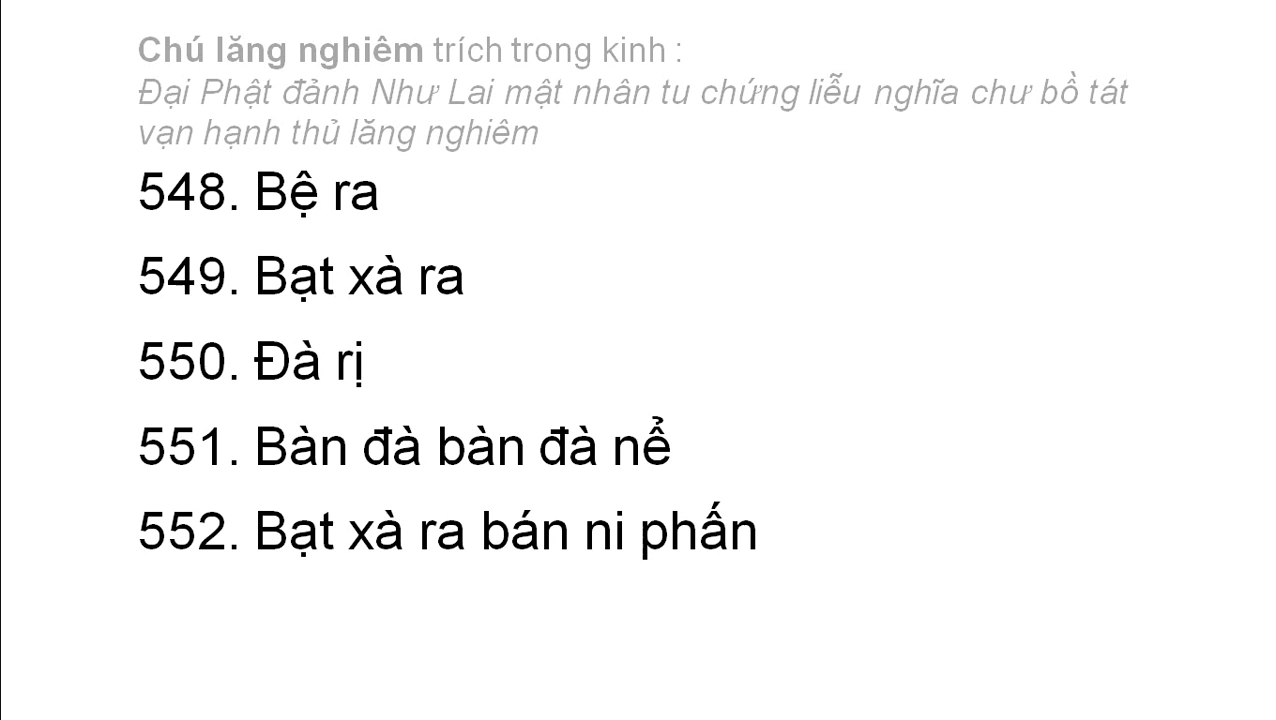 Chú lăng nghiêm trích trong kinh :
Đại Phật đảnh Như Lai mật nhân tu chứng liễu nghĩa chư bồ tát
vạn hạnh thủ lăng nghiêm
548. Bệ ra
549. Bạt xà ra
550. Đà rị
551. Bàn đà bàn đà nể
552. Bạt xà ra bán ni phấn